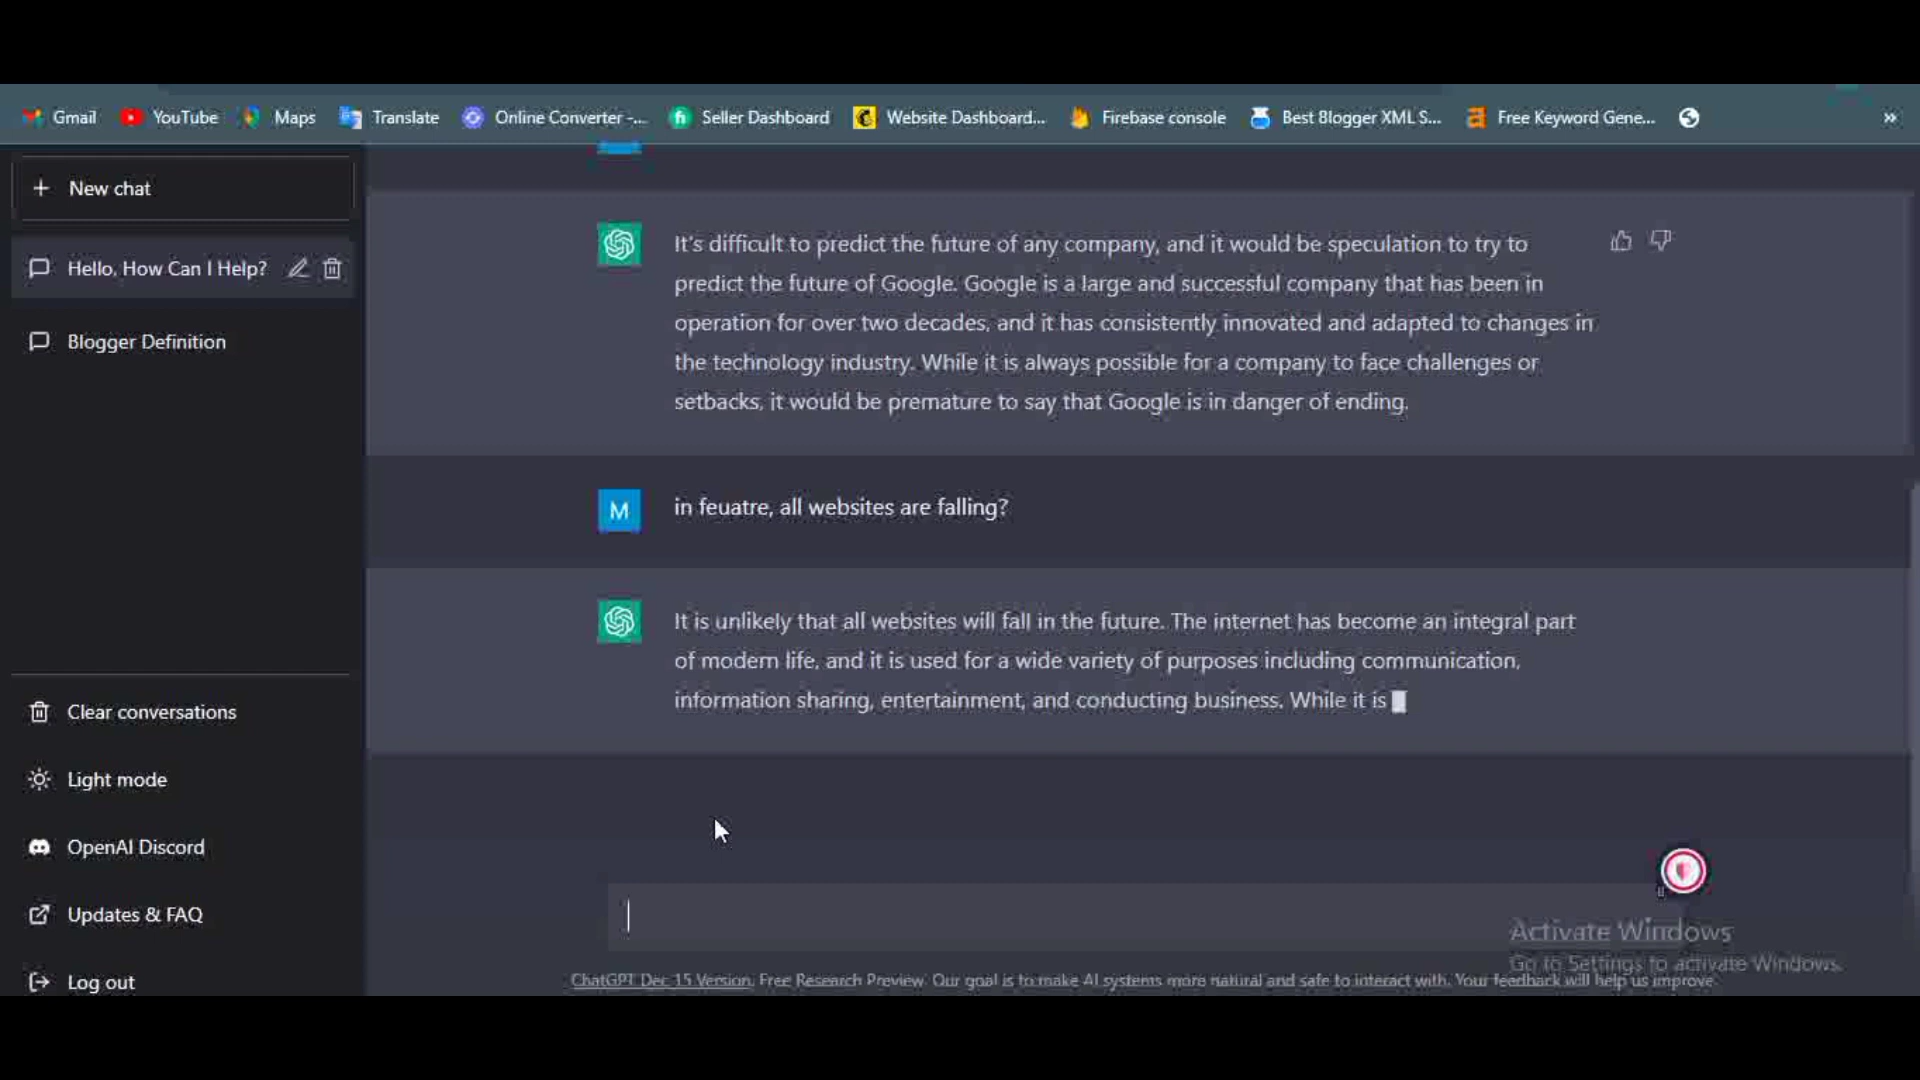 Gmail YouTube Maps Translate Online Converter -... Seller Dashboard Website Dashboard... Firebase console Best Blogger XML S... Free Keyword Gene... »
+ New chat
Hello, How Can I Help?
Blogger Definition
It's difficult to predict the future of any company, and it would be speculation to try to
predict the future of Google. Google is a large and successful company that has been in
operation for over two decades, and it has consistently innovated and adapted to changes in
the technology industry. While it is always possible for a company to face challenges or
setbacks, it would be premature to say that Google is in danger of ending.
M
in feuatre, all websites are falling?
It is unlikely that all websites will fall in the future. The internet has become an integral part
of modern life, and it is used for a wide variety of purposes including communication,
information sharing, entertainment, and conducting business. While it is
Clear conversations
Light mode
OpenAI Discord
Updates & FAQ
Log out
Activate Windows
Go to Settings to activate Windows.
ChatGPT Dec 15 Version. Free Research Preview. Our goal is to make AI systems more natural and safe to interact with. Your feedback will help us improve.